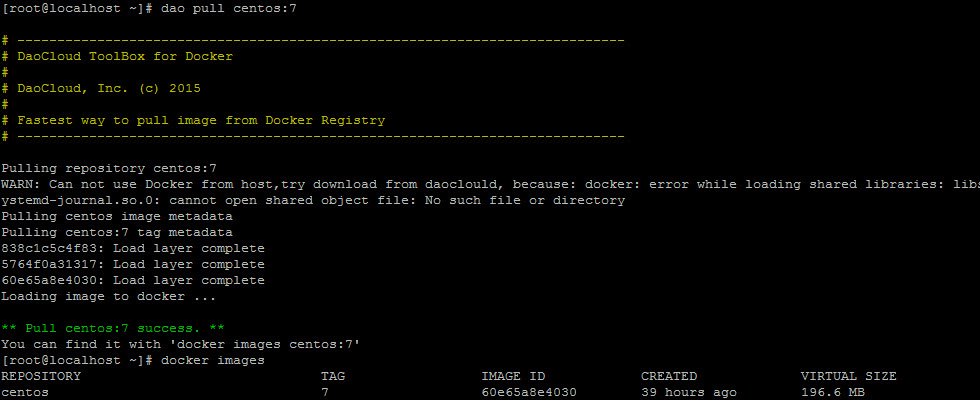 [root@localhost ~]# dao pull centos:7
# ----------------------------------------------------------------------------
# DaoCloud ToolBox for Docker
#
# DaoCloud, Inc. (c) 2015
#
# Fastest way to pull image from Docker Registry
# ----------------------------------------------------------------------------
Pulling repository centos:7
WARN: Can not use Docker from host,try download from daoclould, because: docker: error while loading shared libraries: libs
ystemd-journal.so.0: cannot open shared object file: No such file or directory
Pulling centos image metadata
Pulling centos:7 tag metadata
838c1c5c4f83: Load layer complete
5764f0a31317: Load layer complete
60e65a8e4030: Load layer complete
Loading image to docker ...
** Pull centos:7 success. **
You can find it with 'docker images centos:7'
[root@localhost ~]# docker images
REPOSITORY TAG IMAGE ID CREATED VIRTUAL SIZE
centos 7 60e65a8e4030 39 hours ago 196.6 MB